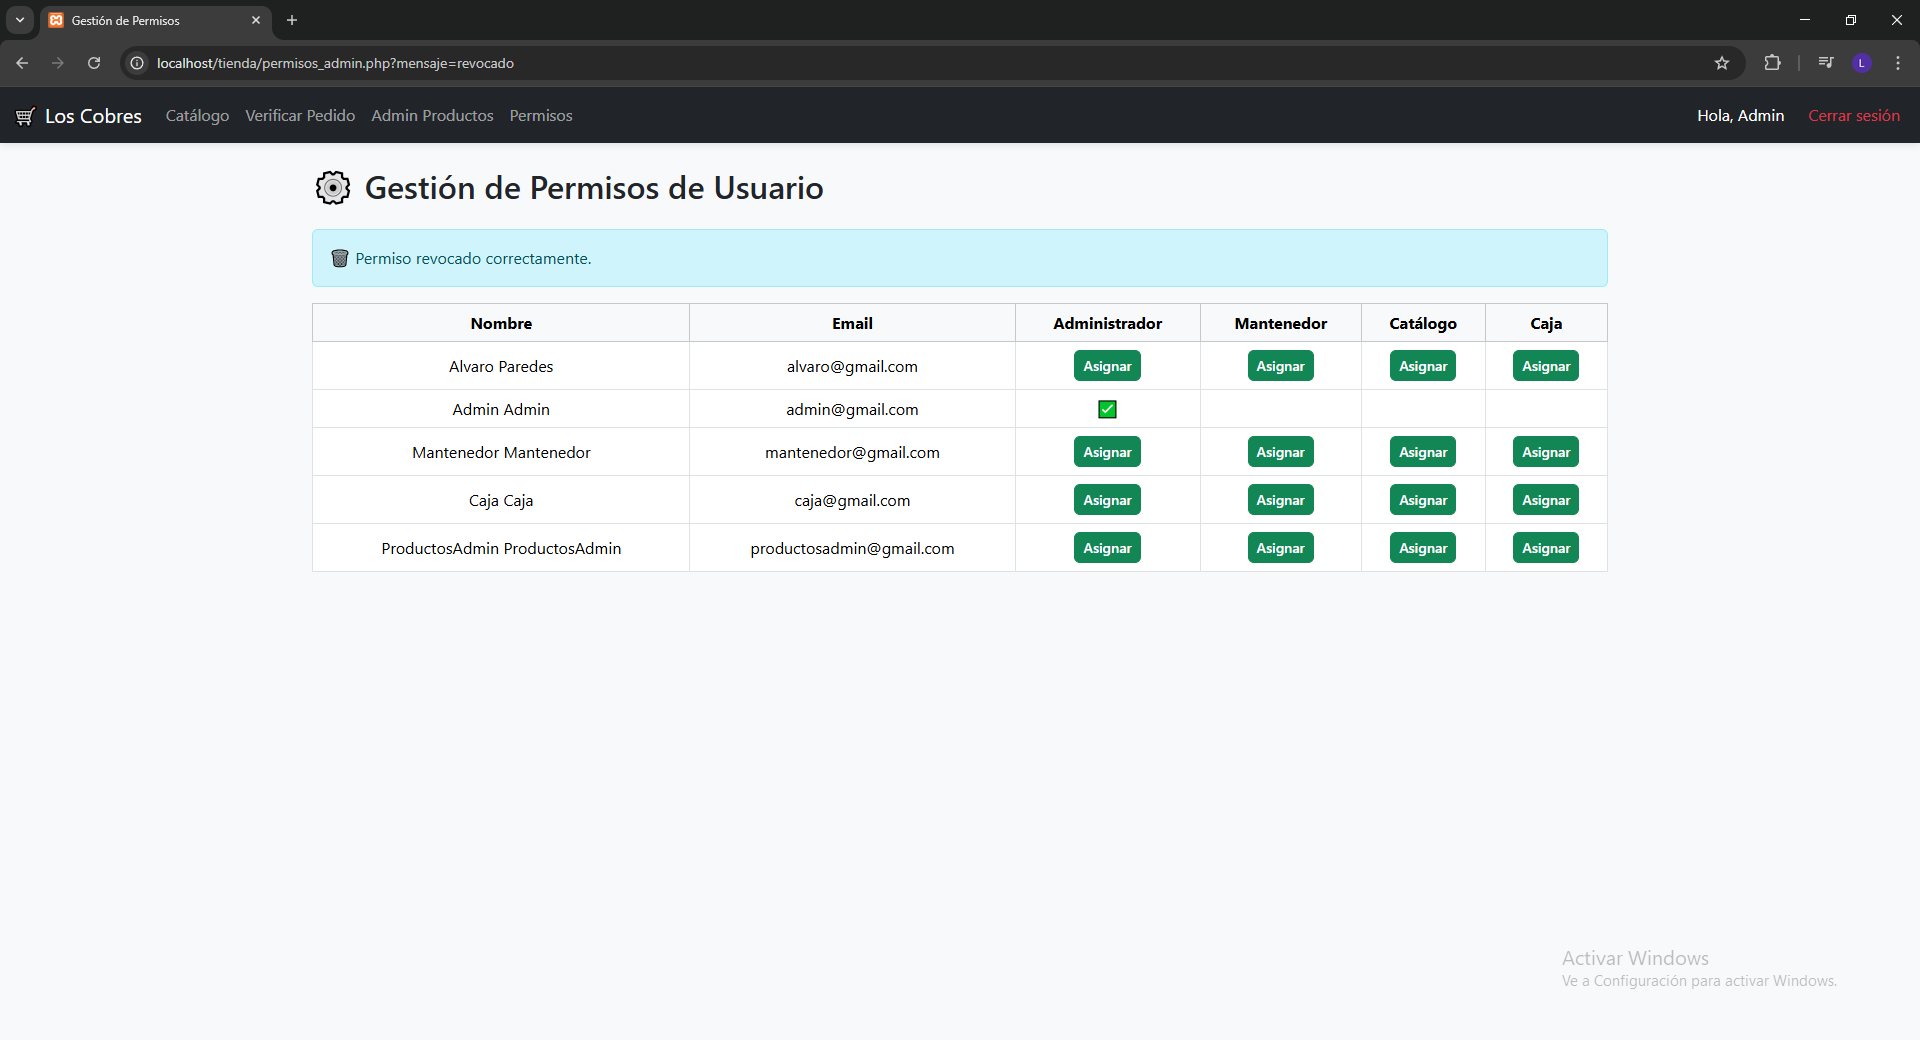 Gestión de Permisos
localhost/tienda/permisos_admin.php?mensaje=revocado
L
Los Cobres Catálogo Verificar Pedido Admin Productos Permisos Hola, Admin Cerrar sesión
Gestión de Permisos de Usuario
Permiso revocado correctamente.
Nombre Email Administrador Mantenedor Catálogo Caja
Alvaro Paredes alvaro@gmail.com Asignar Asignar Asignar Asignar
Admin Admin admin@gmail.com
Mantenedor Mantenedor mantenedor@gmail.com Asignar Asignar Asignar Asignar
Caja Caja caja@gmail.com Asignar Asignar Asignar Asignar
ProductosAdmin ProductosAdmin productosadmin@gmail.com Asignar Asignar Asignar Asignar
Activar Windows
Ve a Configuración para activar Windows.